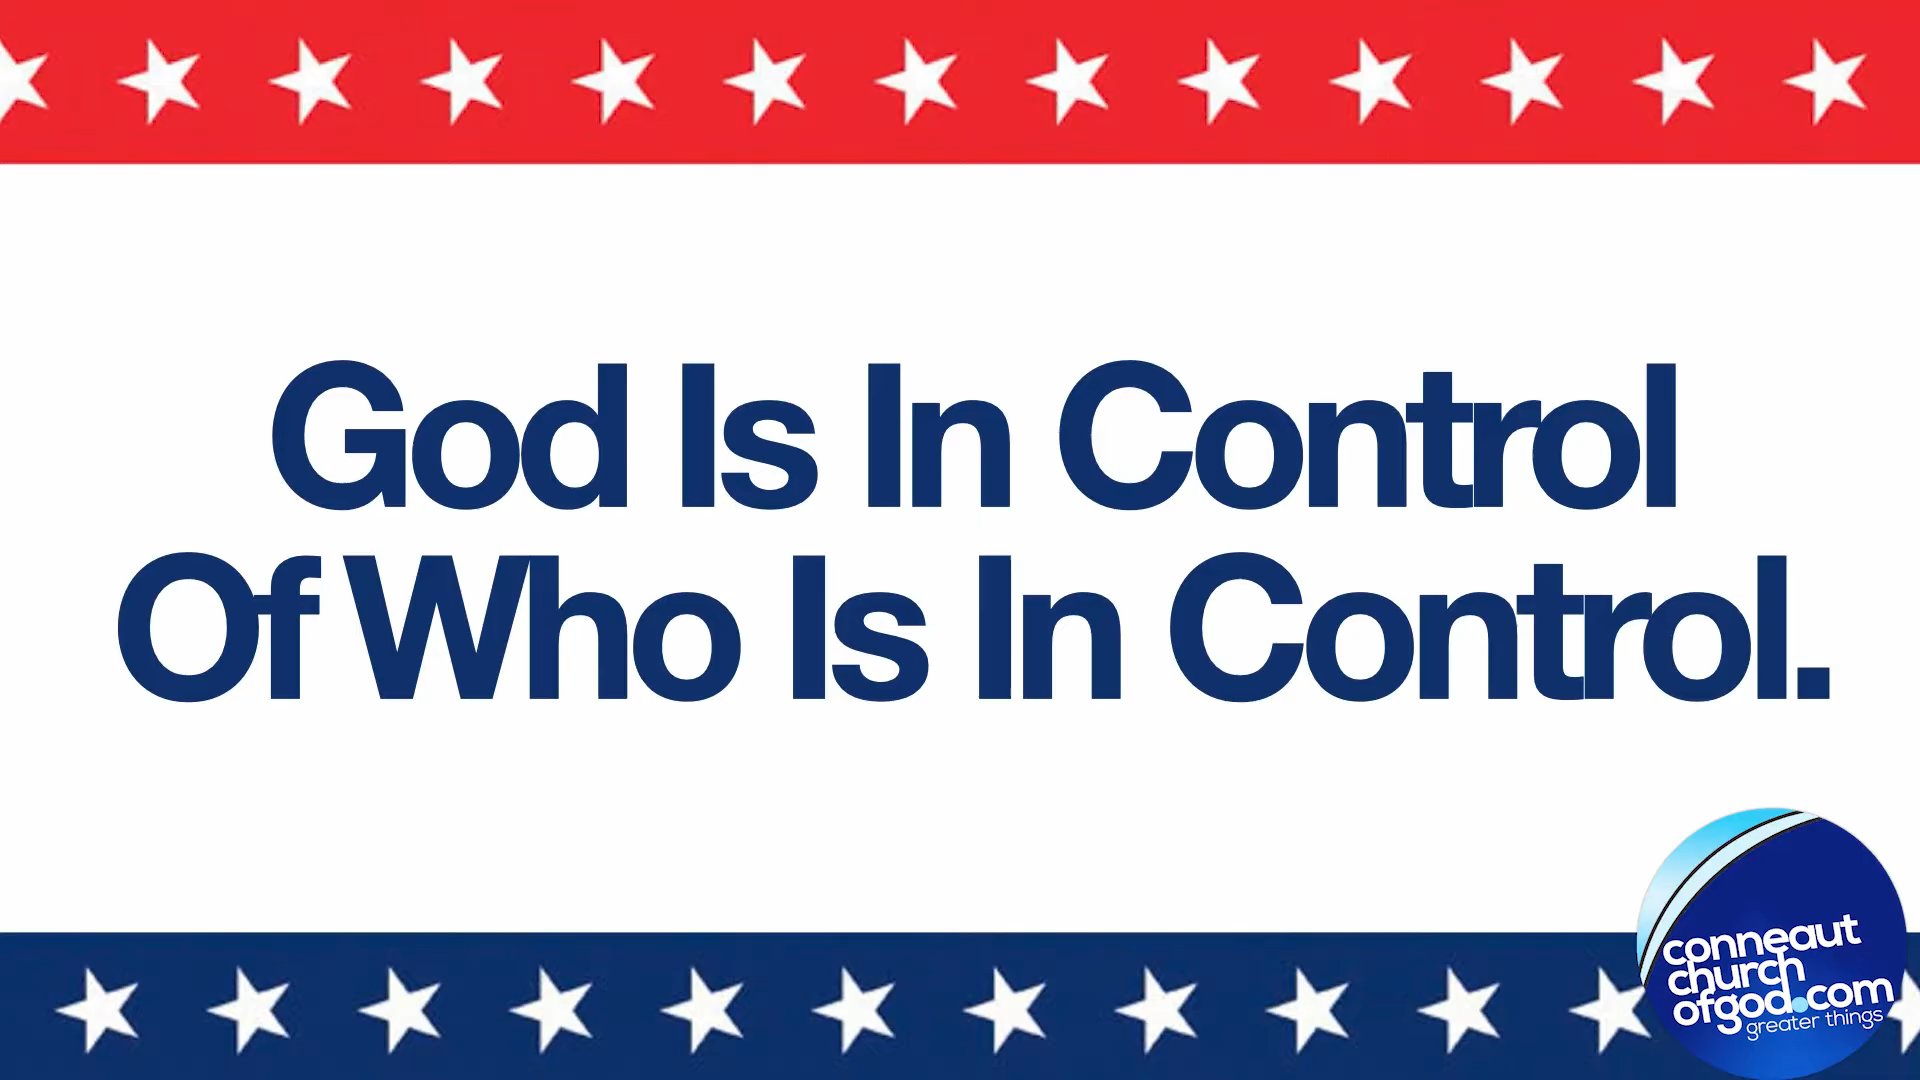 God Is In Control
Of Who Is In Control.
conneaut
church
ofgod.com
greater things